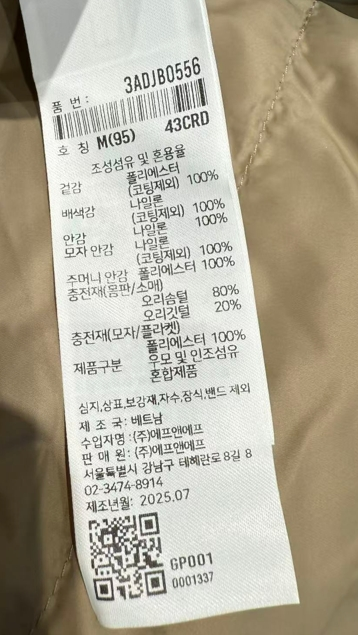 품 번 : 3ADJB0556
호 칭 M(95) 43CRD
조성섬유 및 혼용율
겉감 폴리에스터 (코팅제외) 100%
배색감 나일론 (코팅제외) 100%
안감 나일론 100%
모자 안감 나일론 (코팅제외) 100%
주머니 안감 폴리에스터 100%
충전재(몸판/소매)
오리솜털 80%
오리깃털 20%
충전재(모자/플라켓)
폴리에스터 100%
제품구분 우모 및 인조섬유
혼합제품
심지,상표,보강재,자수,장식,밴드 제외
제 조 국: 베트남
수입자명 :(주)에프앤에프
판 매 원: (주)에프앤에프
서울특별시 강남구 테헤란로8길 8
02-3474-8914
제조년월: 2025.07
GP001
0001337